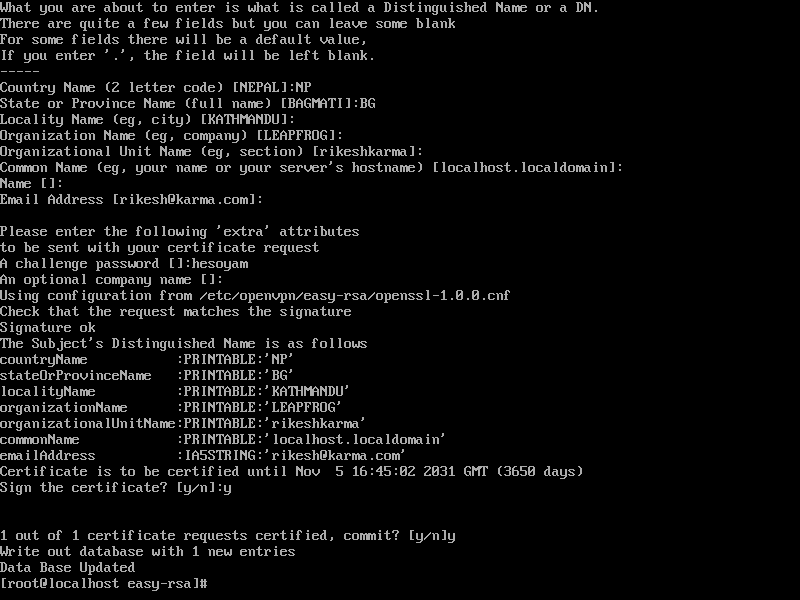 What you are about to enter is what is called a Distinguished Name or a DN.
There are quite a few fields but you can leave some blank
For some fields there will be a default value,
If you enter '.', the field will be left blank.
-----
Country Name (2 letter code) [NEPAL]:NP
State or Province Name (full name) [BAGMATI]:BG
Locality Name (eg, city) [KATHMANDU]:
Organization Name (eg, company) [LEAPFROG]:
Organizational Unit Name (eg, section) [rikeshkarma]:
Common Name (eg, your name or your server's hostname) [localhost.localdomain]:
Name []:
Email Address [rikesh@karma.com]:

Please enter the following 'extra' attributes
to be sent with your certificate request
A challenge password []:hesoyam
An optional company name []:
Using configuration from /etc/openvpn/easy-rsa/openssl-1.0.0.cnf
Check that the request matches the signature
Signature ok
The Subject's Distinguished Name is as follows
countryName           :PRINTABLE:'NP'
stateOrProvinceName   :PRINTABLE:'BG'
localityName          :PRINTABLE:'KATHMANDU'
organizationName      :PRINTABLE:'LEAPFROG'
organizationalUnitName:PRINTABLE:'rikeshkarma'
commonName            :PRINTABLE:'localhost.localdomain'
emailAddress          :IA5STRING:'rikesh@karma.com'
Certificate is to be certified until Nov  5 16:45:02 2031 GMT (3650 days)
Sign the certificate? [y/n]:y

1 out of 1 certificate requests certified, commit? [y/n]y
Write out database with 1 new entries
Data Base Updated
[root@localhost easy-rsa]#